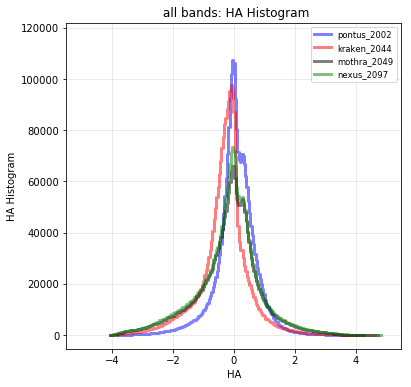 all bands: HA Histogram
120000
100000
80000
60000
40000
20000
0
HA Histogram
pontus_2002
kraken_2044
mothra_2049
nexus_2097
−4
−2
0
2
4
HA